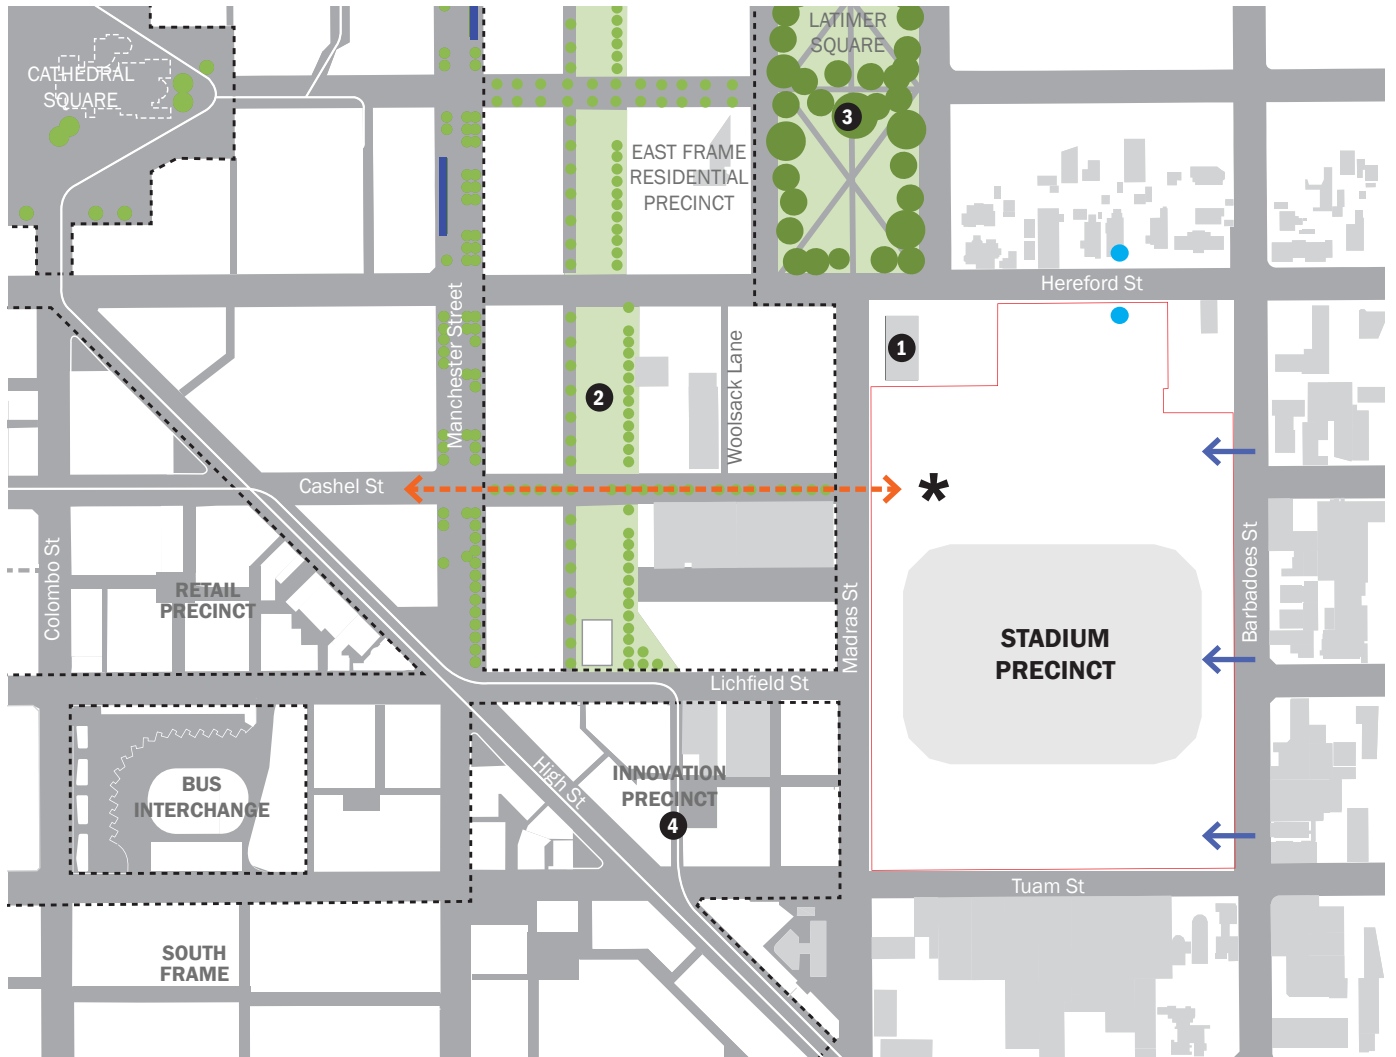 LATIMER
SQUARE
CATHEDRAL
SQUARE
3
EAST FRAME
RESIDENTIAL
PRECINCT
Hereford St
Manchester Street
Woolsack Lane
1
2
Cashel St
*
Colombo St
RETAIL
PRECINCT
Madras St
Barbadoes St
STADIUM
PRECINCT
Lichfield St
High St
INNOVATION
PRECINCT
BUS
INTERCHANGE
4
Tuam St
SOUTH
FRAME